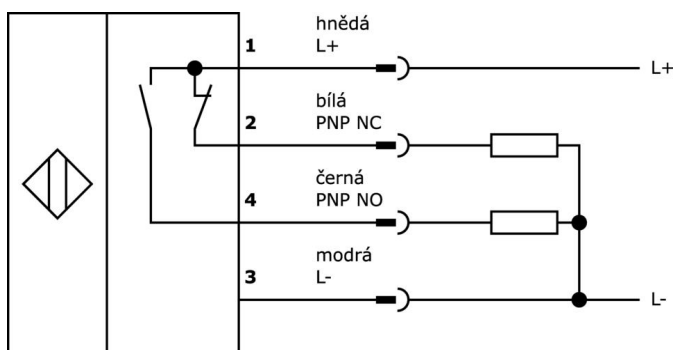 hnědá
1 L+ L+
bílá
2 PNP NC
černá
4 PNP NO
modrá
3 L- L-